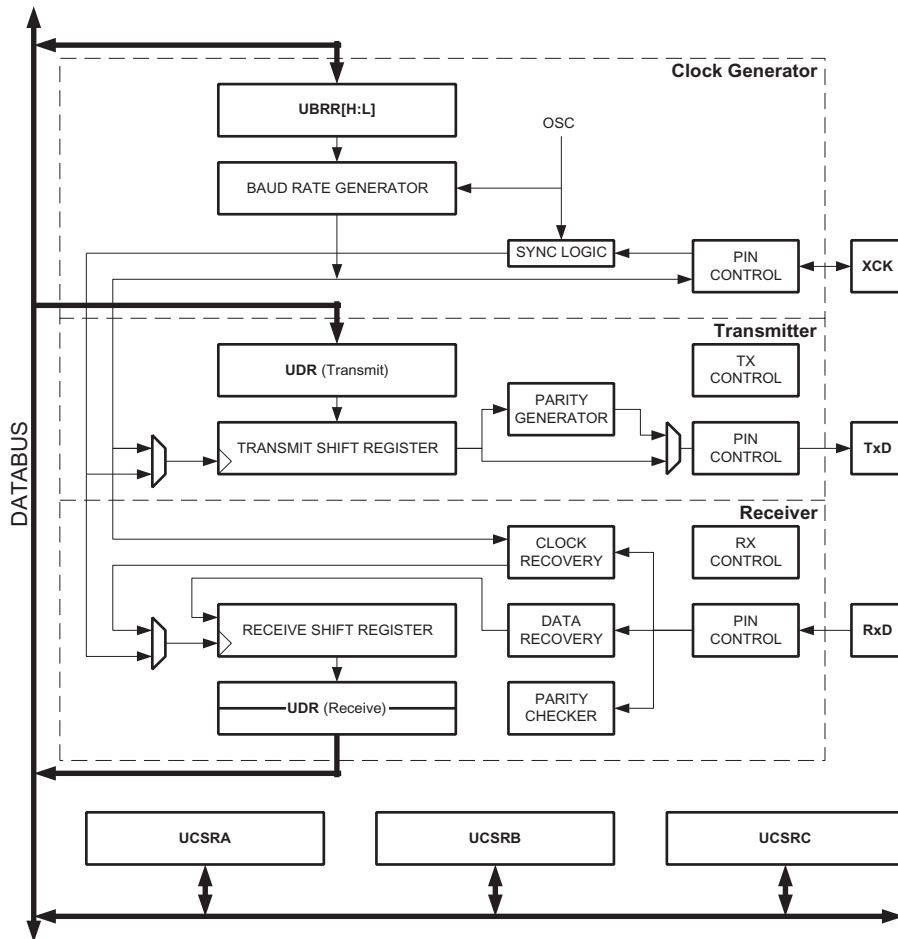 Clock Generator
UBRR[H:L]
OSC
BAUD RATE GENERATOR
SYNC LOGIC
PIN
CONTROL
XCK
Transmitter
UDR (Transmit)
TX
CONTROL
PARITY
GENERATOR
TRANSMIT SHIFT REGISTER
PIN
CONTROL
TxD
DATABUS
Receiver
CLOCK
RECOVERY
RX
CONTROL
RECEIVE SHIFT REGISTER
DATA
RECOVERY
PIN
CONTROL
RxD
UDR (Receive)
PARITY
CHECKER
UCSRA
UCSRB
UCSRC